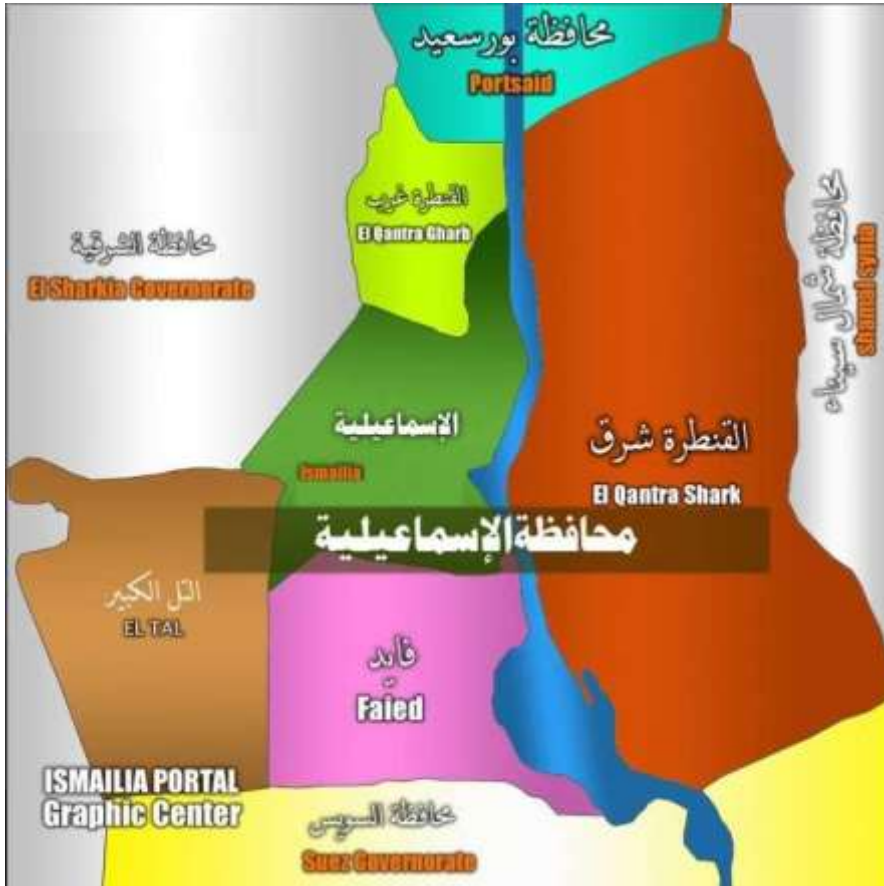 محافظة بورسعيد
Portsaid
القنطرة غرب
El Qantra Gharb
محافظة الشرقية
El Sharkia Governorate
محافظة شمال سيناء
shamal synia
الإسماعيلية
Ismailia
القنطرة شرق
El Qantra Shark
محافظة الإسماعيلية
التل الكبير
EL TAL
فايد
Faied
ISMAILIA PORTAL
Graphic Center
محافظة السويس
Suez Governorate